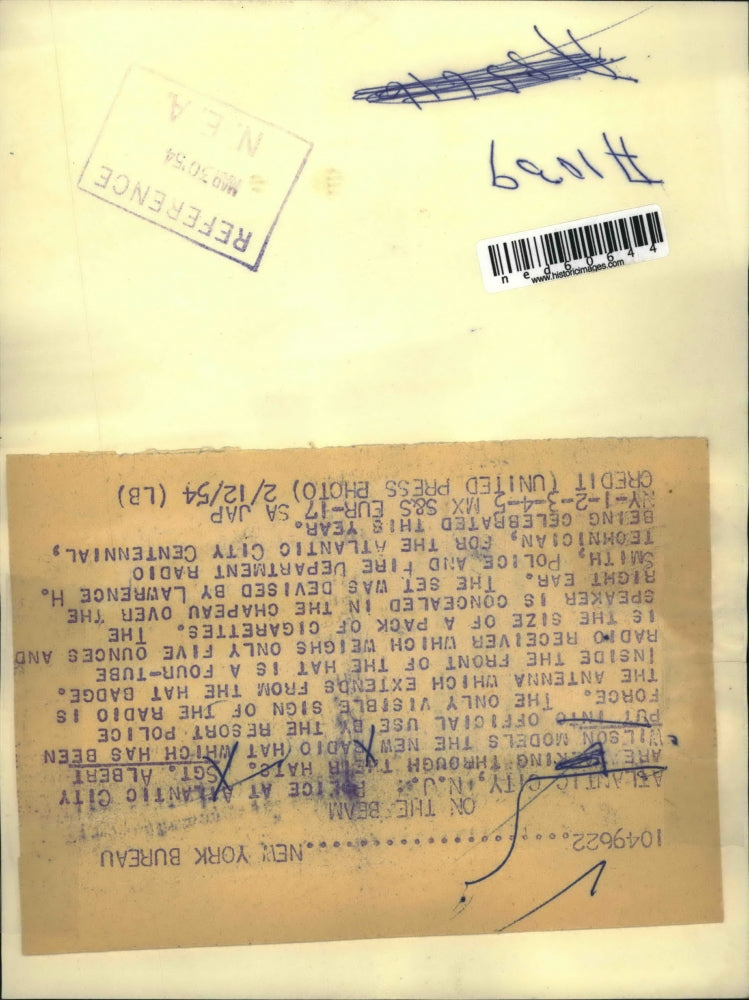 1049622.....................NEW YORK BUREAU
ON THE BEAM
ATLANTIC CITY, N.J.: POLICE AT ATLANTIC CITY
ARE TALKING THROUGH THEIR HATS. SGT. ALBERT
WILSON MODELS THE NEW RADIO HAT WHICH HAS BEEN
PUT INTO OFFICIAL USE BY THE RESORT POLICE
FORCE. THE ONLY VISIBLE SIGN OF THE RADIO IS
THE ANTENNA WHICH EXTENDS FROM THE HAT BADGE.
INSIDE THE FRONT OF THE HAT IS A FOUR-TUBE
RADIO RECEIVER WHICH WEIGHS ONLY FIVE OUNCES AND
IS THE SIZE OF A PACK OF CIGARETTES. THE
SPEAKER IS CONCEALED IN THE CHAPEAU OVER THE
RIGHT EAR. THE SET WAS DEVISED BY LAWRENCE H.
SMITH, POLICE AND FIRE DEPARTMENT RADIO
TECHNICIAN, FOR THE ATLANTIC CITY CENTENNIAL,
BEING CELEBRATED THIS YEAR.
NY-1-2-3-4-5 MX S&S EUR-17 SA JAP
CREDIT (UNITED PRESS PHOTO) 2/12/54 (LB)
ned60644
www.historicimages.com
#1039
REFERENCE
MAR 30 '54
N.E.A.